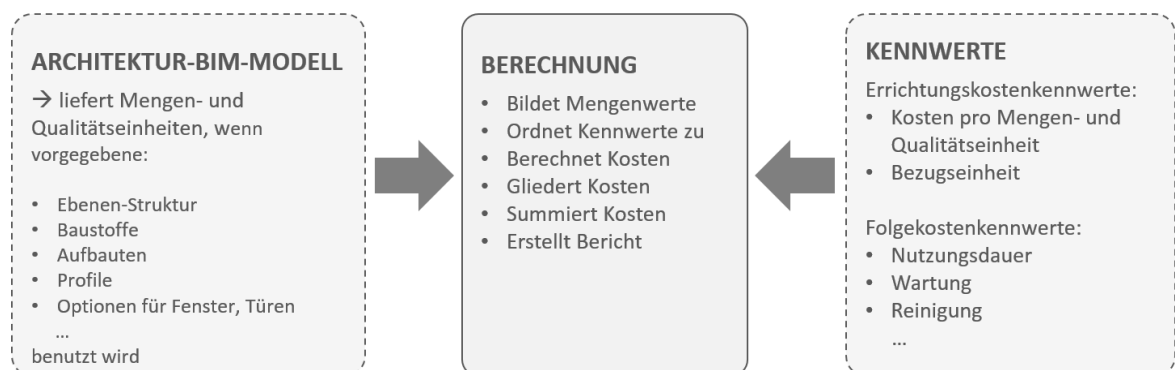 ARCHITEKTUR-BIM-MODELL
→ liefert Mengen- und
Qualitätseinheiten, wenn
vorgegebene:
• Ebenen-Struktur
• Baustoffe
• Aufbauten
• Profile
• Optionen für Fenster, Türen
...
benutzt wird
BERECHNUNG
• Bildet Mengenwerte
• Ordnet Kennwerte zu
• Berechnet Kosten
• Gliedert Kosten
• Summiert Kosten
• Erstellt Bericht
KENNWERTE
Errichtungskostenkennwerte:
• Kosten pro Mengen- und
Qualitätseinheit
• Bezugseinheit
Folgekostenkennwerte:
• Nutzungsdauer
• Wartung
• Reinigung
...